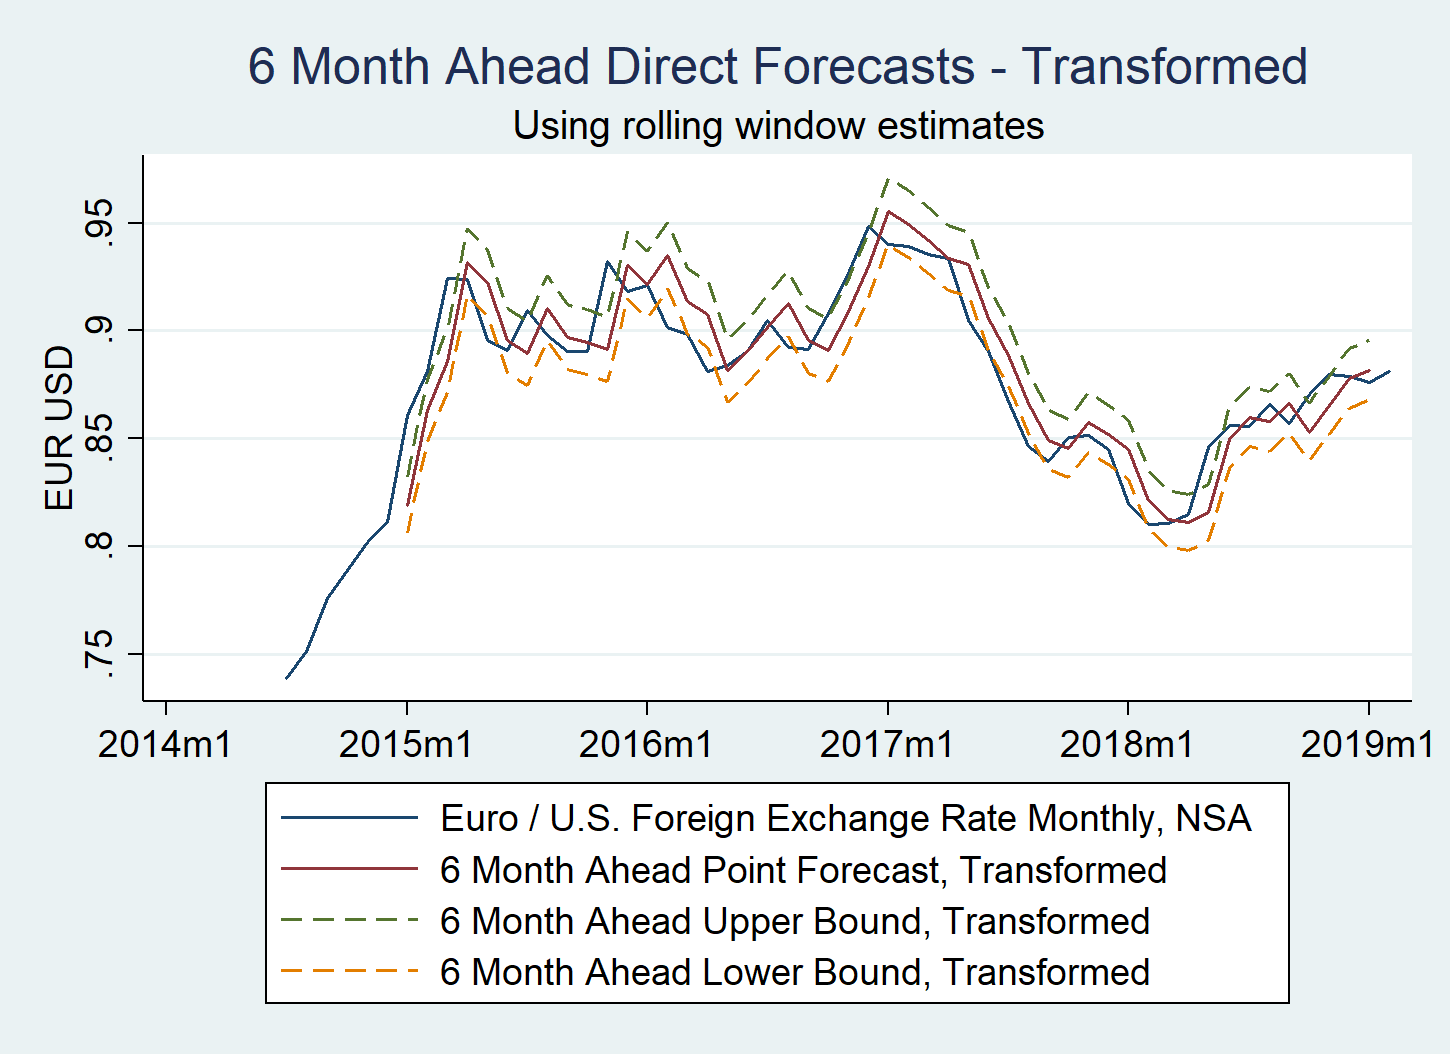 6 Month Ahead Direct Forecasts - Transformed
Using rolling window estimates
EUR USD
.95
.9
.85
.8
.75
2014m1
2015m1
2016m1
2017m1
2018m1
2019m1
Euro / U.S. Foreign Exchange Rate Monthly, NSA
6 Month Ahead Point Forecast, Transformed
6 Month Ahead Upper Bound, Transformed
6 Month Ahead Lower Bound, Transformed